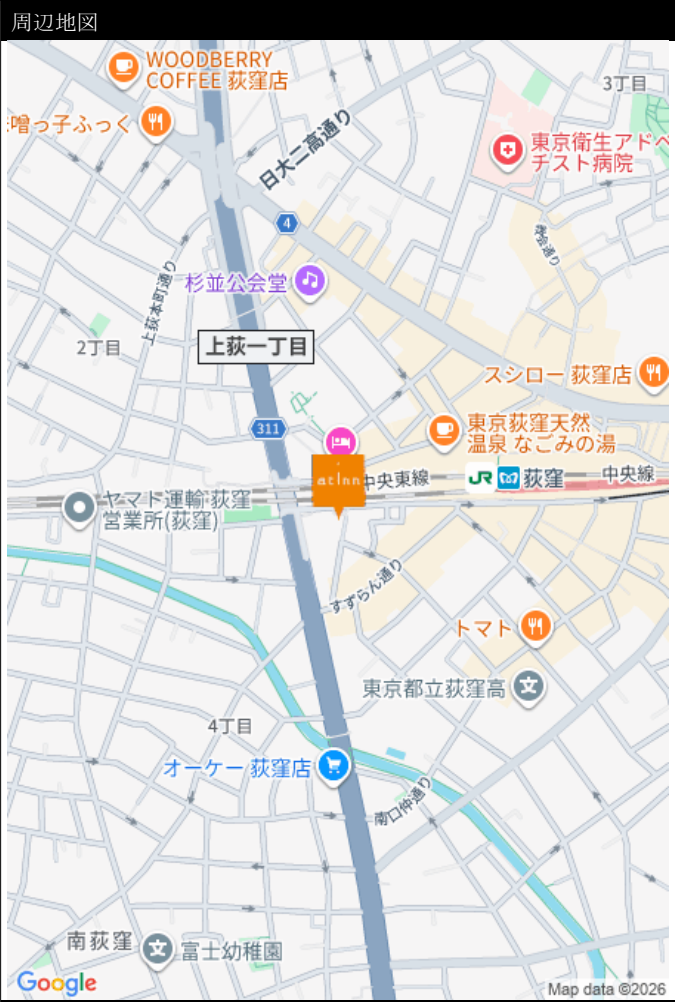 周辺地図
WOODBERRY
COFFEE 荻窪店
噌っ子ふっく
日大二高通り
3丁目
東京衛生アドベ
チスト病院
4
教会通り
杉並公会堂
上荻本町通り
2丁目
上荻一丁目
スシロー 荻窪店
311
東京荻窪天然
温泉 なごみの湯
at inn
中央東線
JR
荻窪
中央線
ヤマト運輸 荻窪
営業所(荻窪)
すずらん通り
トマト
東京都立荻窪高
4丁目
オーケー 荻窪店
南口仲通り
南荻窪
富士幼稚園
Google
Map data ©2026